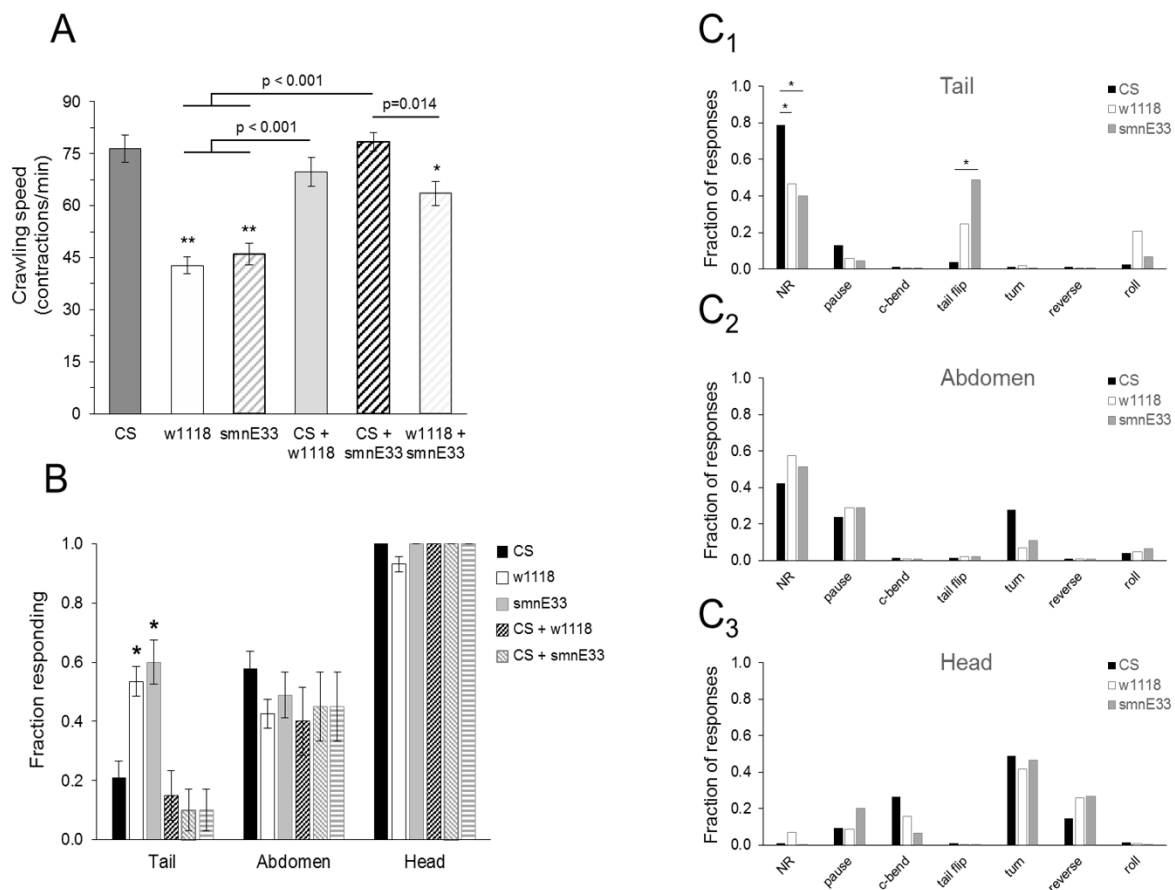 A
p < 0.001
p=0.014
p < 0.001
*
** **
Crawling speed
(contractions/min)
90
75
60
45
30
15
0
CS w1118 smnE33 CS + w1118 CS + smnE33 w1118 + smnE33
B
Fraction responding
1.0
0.8
0.6
0.4
0.2
0.0
* *
Tail Abdomen Head
CS
w1118
smnE33
CS + w1118
CS + smnE33
C1
Tail
CS
w1118
smnE33
* * *
Fraction of responses
1.0
0.8
0.6
0.4
0.2
0.0
NR pause c-bend tail flip turn reverse roll
C2
Abdomen
CS
w1118
smnE33
Fraction of responses
1.0
0.8
0.6
0.4
0.2
0.0
NR pause c-bend tail flip turn reverse roll
C3
Head
CS
w1118
smnE33
Fraction of responses
1.0
0.8
0.6
0.4
0.2
0.0
NR pause c-bend tail flip turn reverse roll